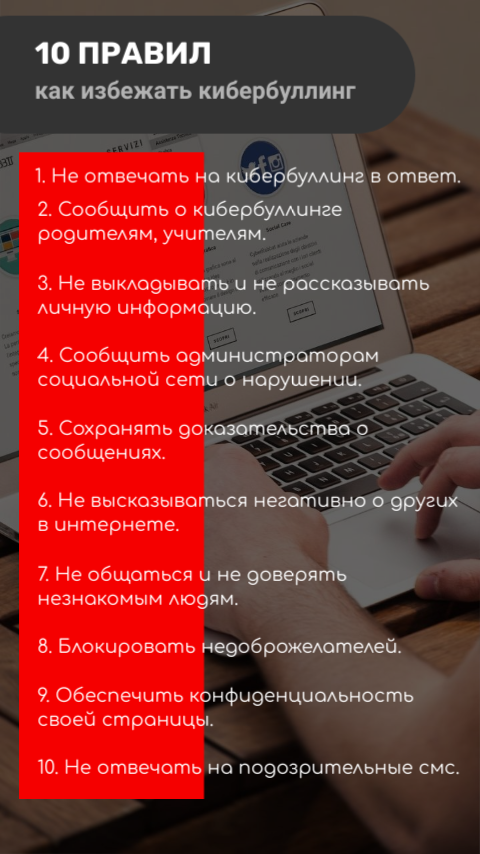 10 ПРАВИЛ
как избежать кибербуллинг
SERVIZI
1. Не отвечать на кибербуллинг в ответ.
2. Сообщить о кибербуллинге
родителям, учителям.
3. Не выкладывать и не рассказывать
личную информацию.
4. Сообщить администраторам
социальной сети о нарушении.
5. Сохранять доказательства о
сообщениях.
6. Не высказываться негативно о других
в интернете.
7. Не общаться и не доверять
незнакомым людям.
8. Блокировать недоброжелателей.
9. Обеспечить конфиденциальность
своей страницы.
10. Не отвечать на подозрительные смс.